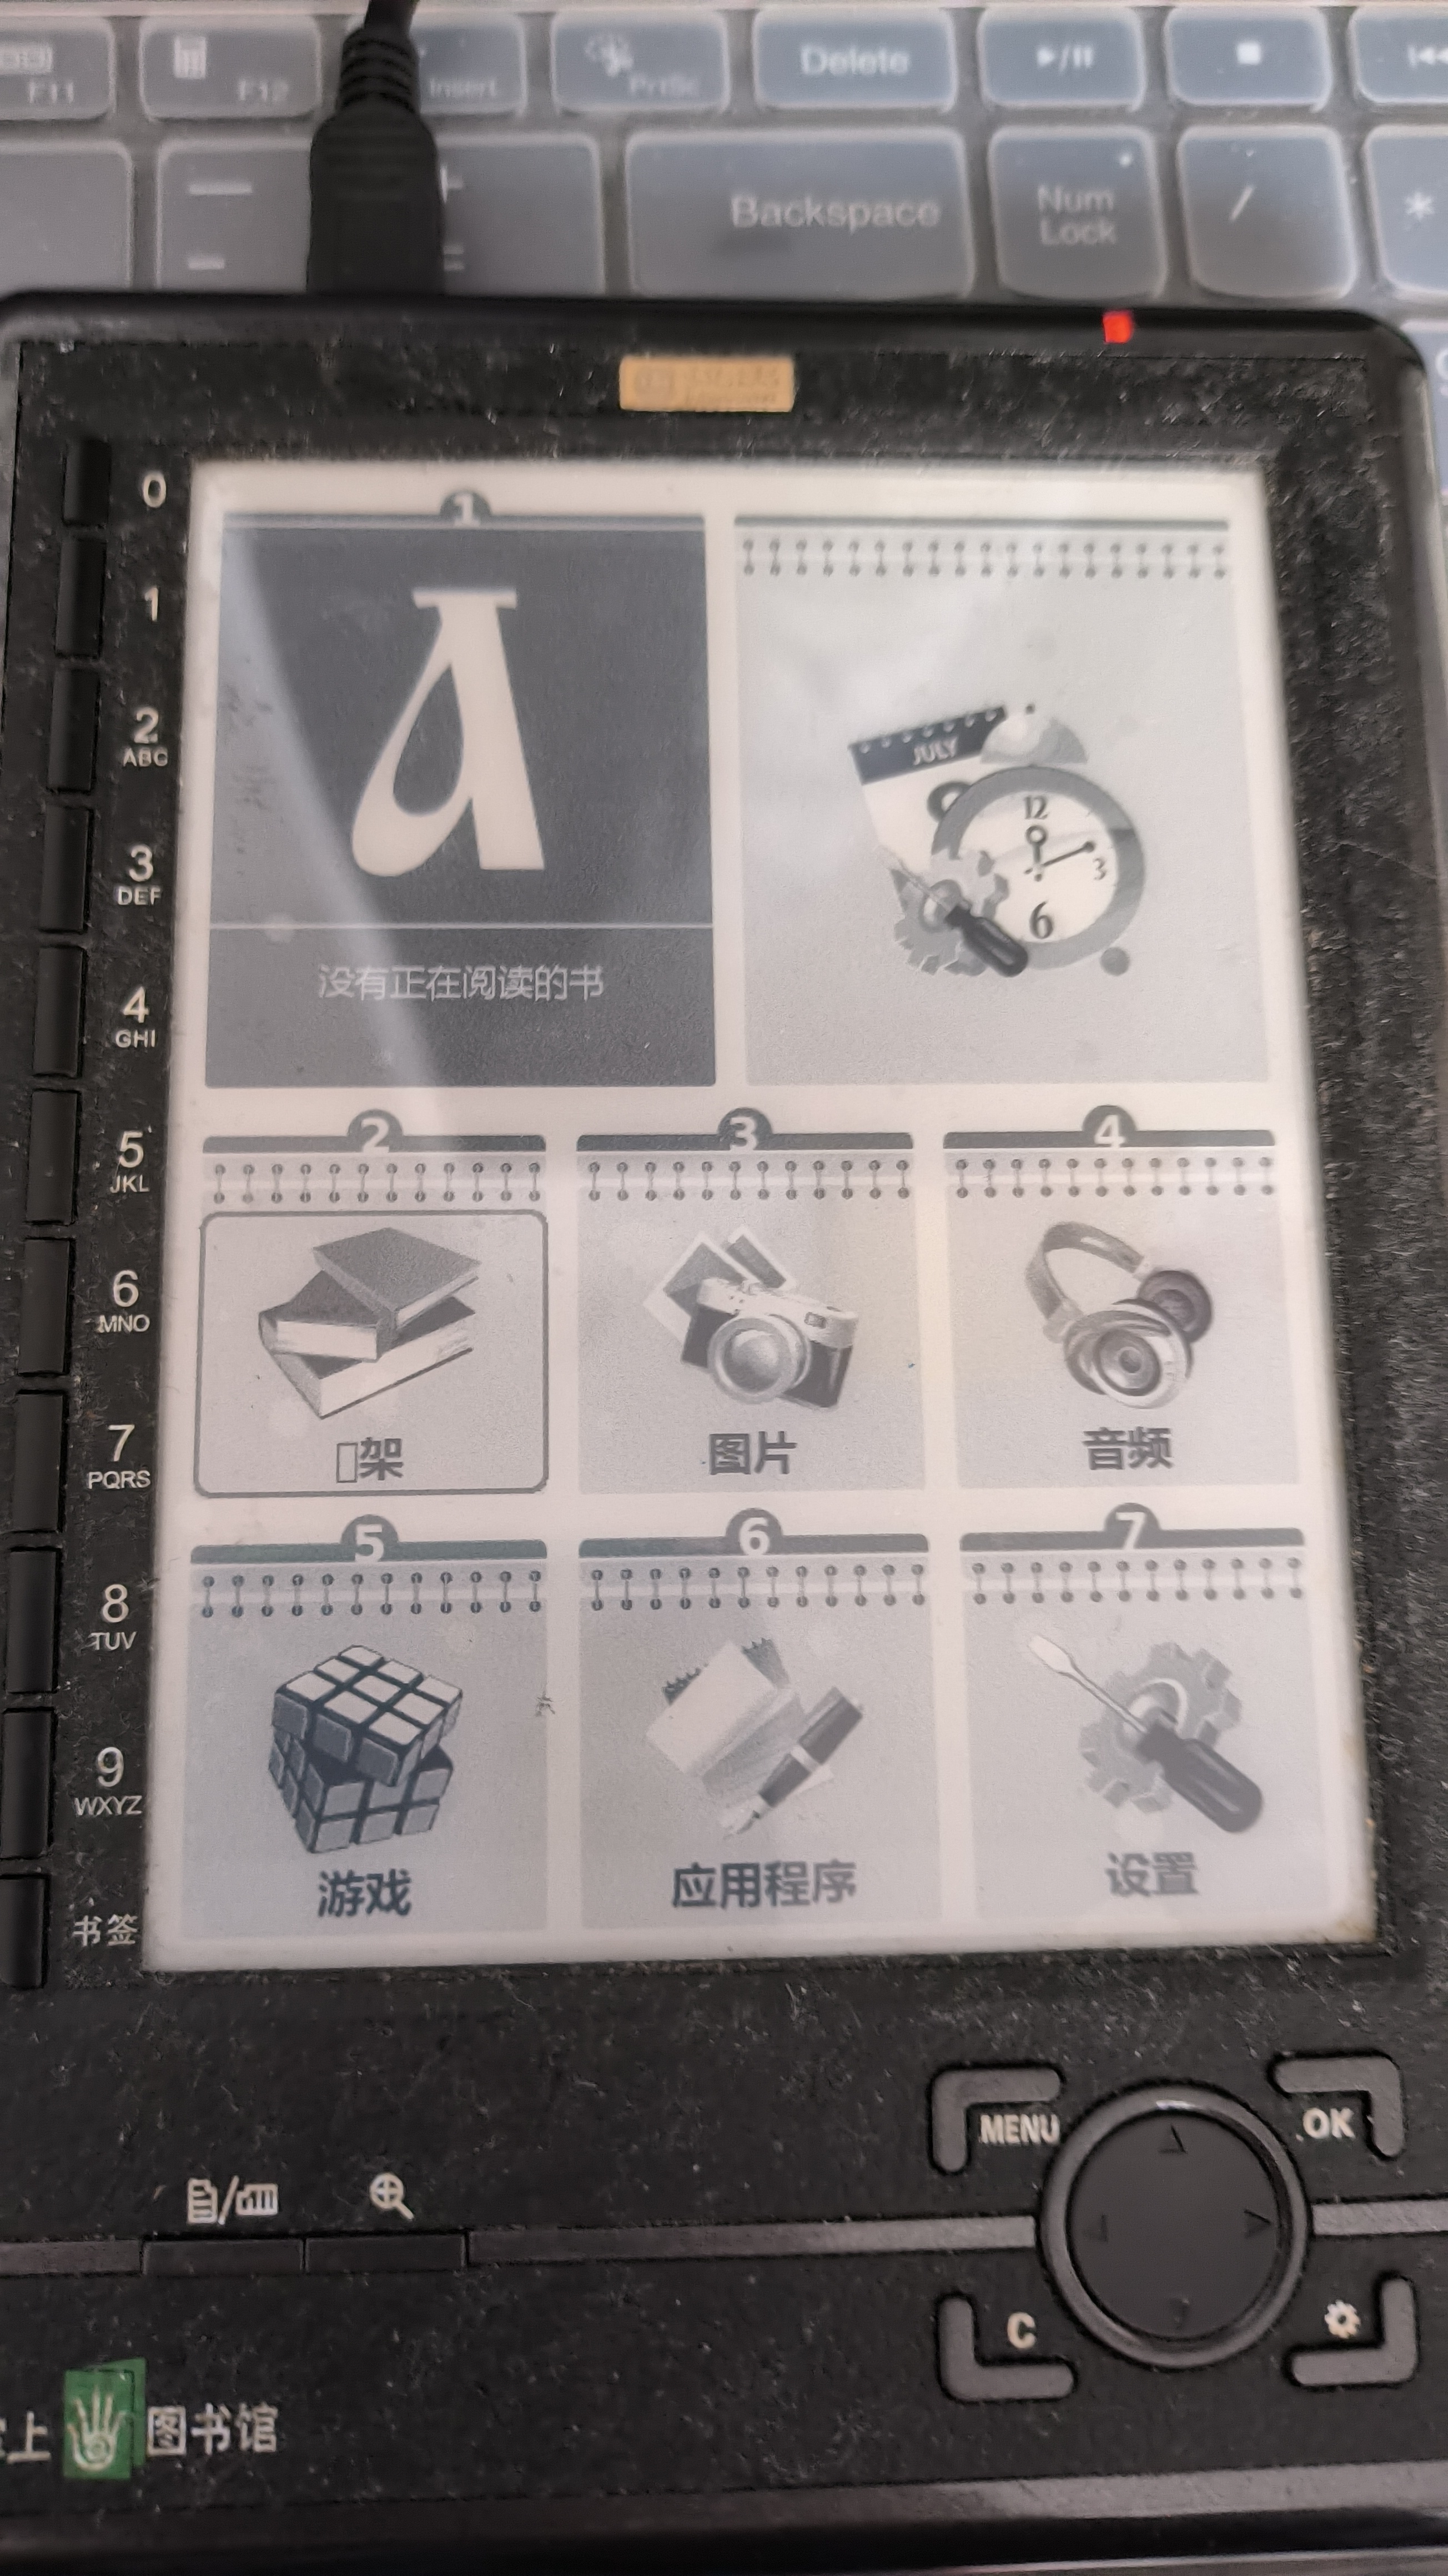 F11
F12
Insert
PrtSc
Delete
Backspace
Num
Lock
/
*
0
1
2
ABC
3
DEF
4
GHI
5
JKL
6
MNO
7
PQRS
8
TUV
9
WXYZ
书签
1
没有正在阅读的书
JULY
12
3
6
2
3
4
架
图片
音频
5
6
7
游戏
应用程序
设置
MENU
OK
C
上
图书馆